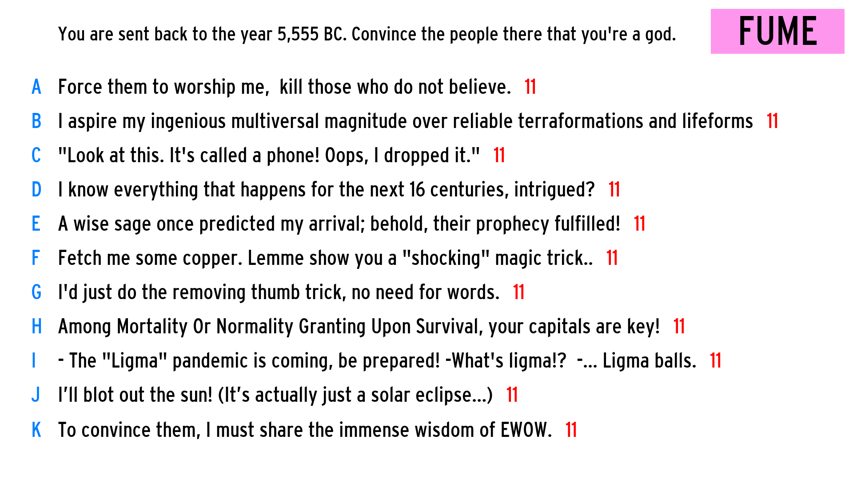 You are sent back to the year 5,555 BC. Convince the people there that you're a god.
FUME
A Force them to worship me, kill those who do not believe. 11
B I aspire my ingenious multiversal magnitude over reliable terraformations and lifeforms 11
C "Look at this. It's called a phone! Oops, I dropped it." 11
D I know everything that happens for the next 16 centuries, intrigued? 11
E A wise sage once predicted my arrival; behold, their prophecy fulfilled! 11
F Fetch me some copper. Lemme show you a "shocking" magic trick.. 11
G I'd just do the removing thumb trick, no need for words. 11
H Among Mortality Or Normality Granting Upon Survival, your capitals are key! 11
I - The "Ligma" pandemic is coming, be prepared! -What's ligma!? -... Ligma balls. 11
J I’ll blot out the sun! (It’s actually just a solar eclipse...) 11
K To convince them, I must share the immense wisdom of EWOW. 11